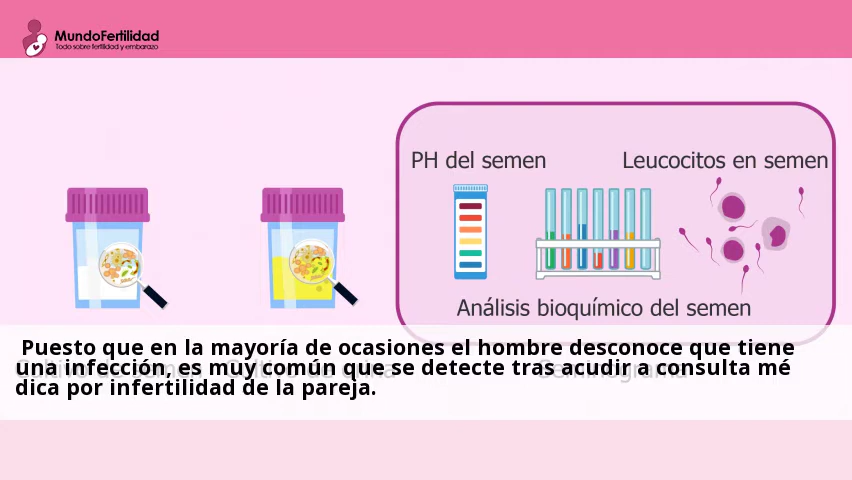 MundoFertilidad
Todo sobre fertilidad y embarazo
PH del semen
Leucocitos en semen
Análisis bioquímico del semen
Puesto que en la mayoría de ocasiones el hombre desconoce que tiene
una infección, es muy común que se detecte tras acudir a consulta mé
dica por infertilidad de la pareja.
Seminograma